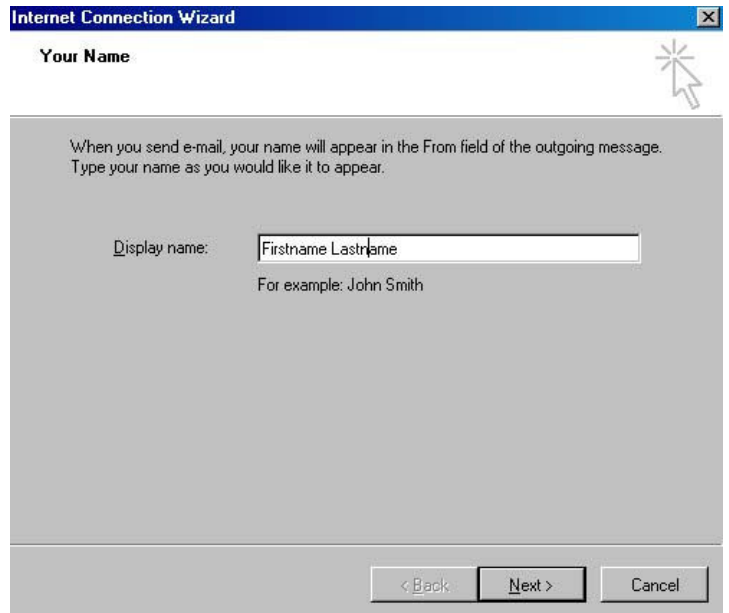 Internet Connection Wizard
Your Name
When you send e-mail, your name will appear in the From field of the outgoing message.
Type your name as you would like it to appear.
Display name:
Firstname Lastname
For example: John Smith
< Back
Next >
Cancel